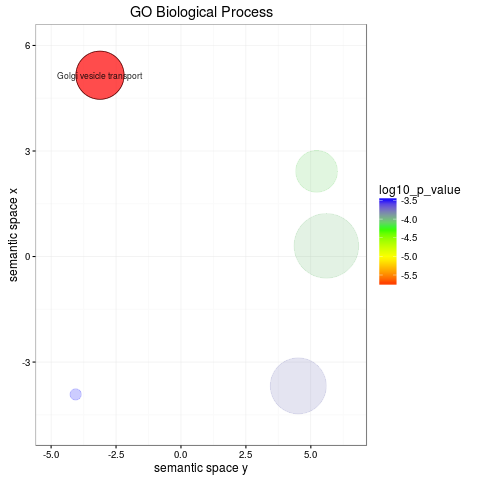 GO Biological Process
6
3
0
-3
semantic space x
Golgi vesicle transport
-5.0 -2.5 0.0 2.5 5.0
semantic space y
log10_p_value
-3.5
-4.0
-4.5
-5.0
-5.5